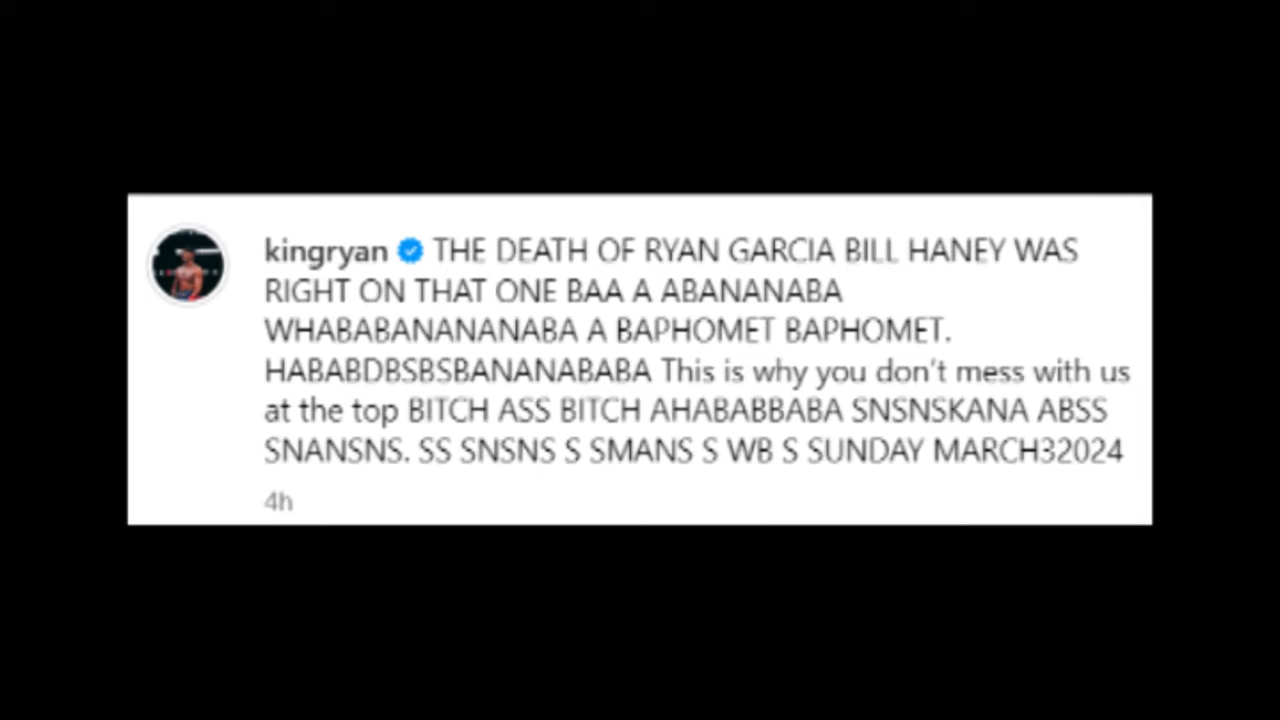 kingryan THE DEATH OF RYAN GARCIA BILL HANEY WAS
RIGHT ON THAT ONE BAA A ABANANABA
WHABABANANANABA A BAPHOMET BAPHOMET.
HABABDBSBSBANANABABA This is why you don't mess with us
at the top BITCH ASS BITCH AHABABBABA SNSNSKANA ABSS
SNANSNS. SS SNSNS S SMANS S WB S SUNDAY MARCH32024
4h